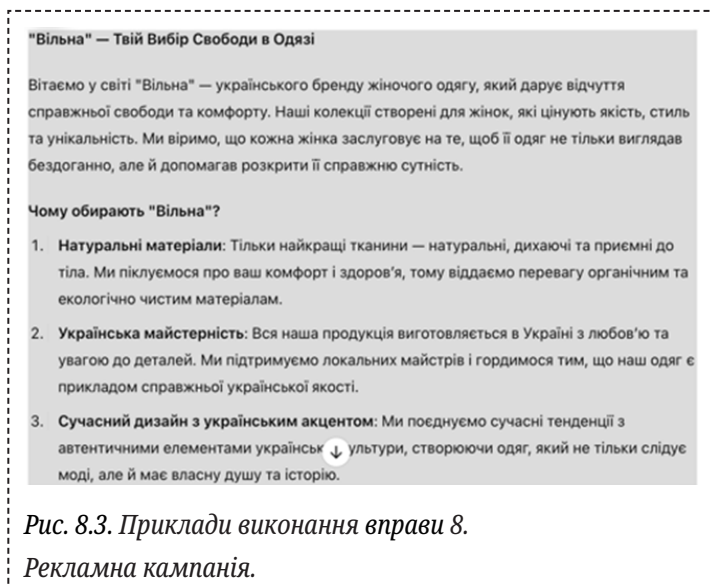 "Вільна" — Твій Вибір Свободи в Одязі
Вітаємо у світі "Вільна" — українського бренду жіночого одягу, який дарує відчуття
справжньої свободи та комфорту. Наші колекції створені для жінок, які цінують якість, стиль
та унікальність. Ми віримо, що кожна жінка заслуговує на те, щоб її одяг не тільки виглядав
бездоганно, але й допомагав розкрити її справжню сутність.
Чому обирають "Вільна"?
1. Натуральні матеріали: Тільки найкращі тканини — натуральні, дихаючі та приємні до
тіла. Ми піклуємося про ваш комфорт і здоров'я, тому віддаємо перевагу органічним та
екологічно чистим матеріалам.
2. Українська майстерність: Вся наша продукція виготовляється в Україні з любов'ю та
увагою до деталей. Ми підтримуємо локальних майстрів і гордимося тим, що наш одяг є
прикладом справжньої української якості.
3. Сучасний дизайн з українським акцентом: Ми поєднуємо сучасні тенденції з
автентичними елементами створюючи одяг, який не тільки слідує
моді, але й має власну душу та історію.
Рис. 8.3. Приклади виконання вправи 8.
Рекламна кампанія.